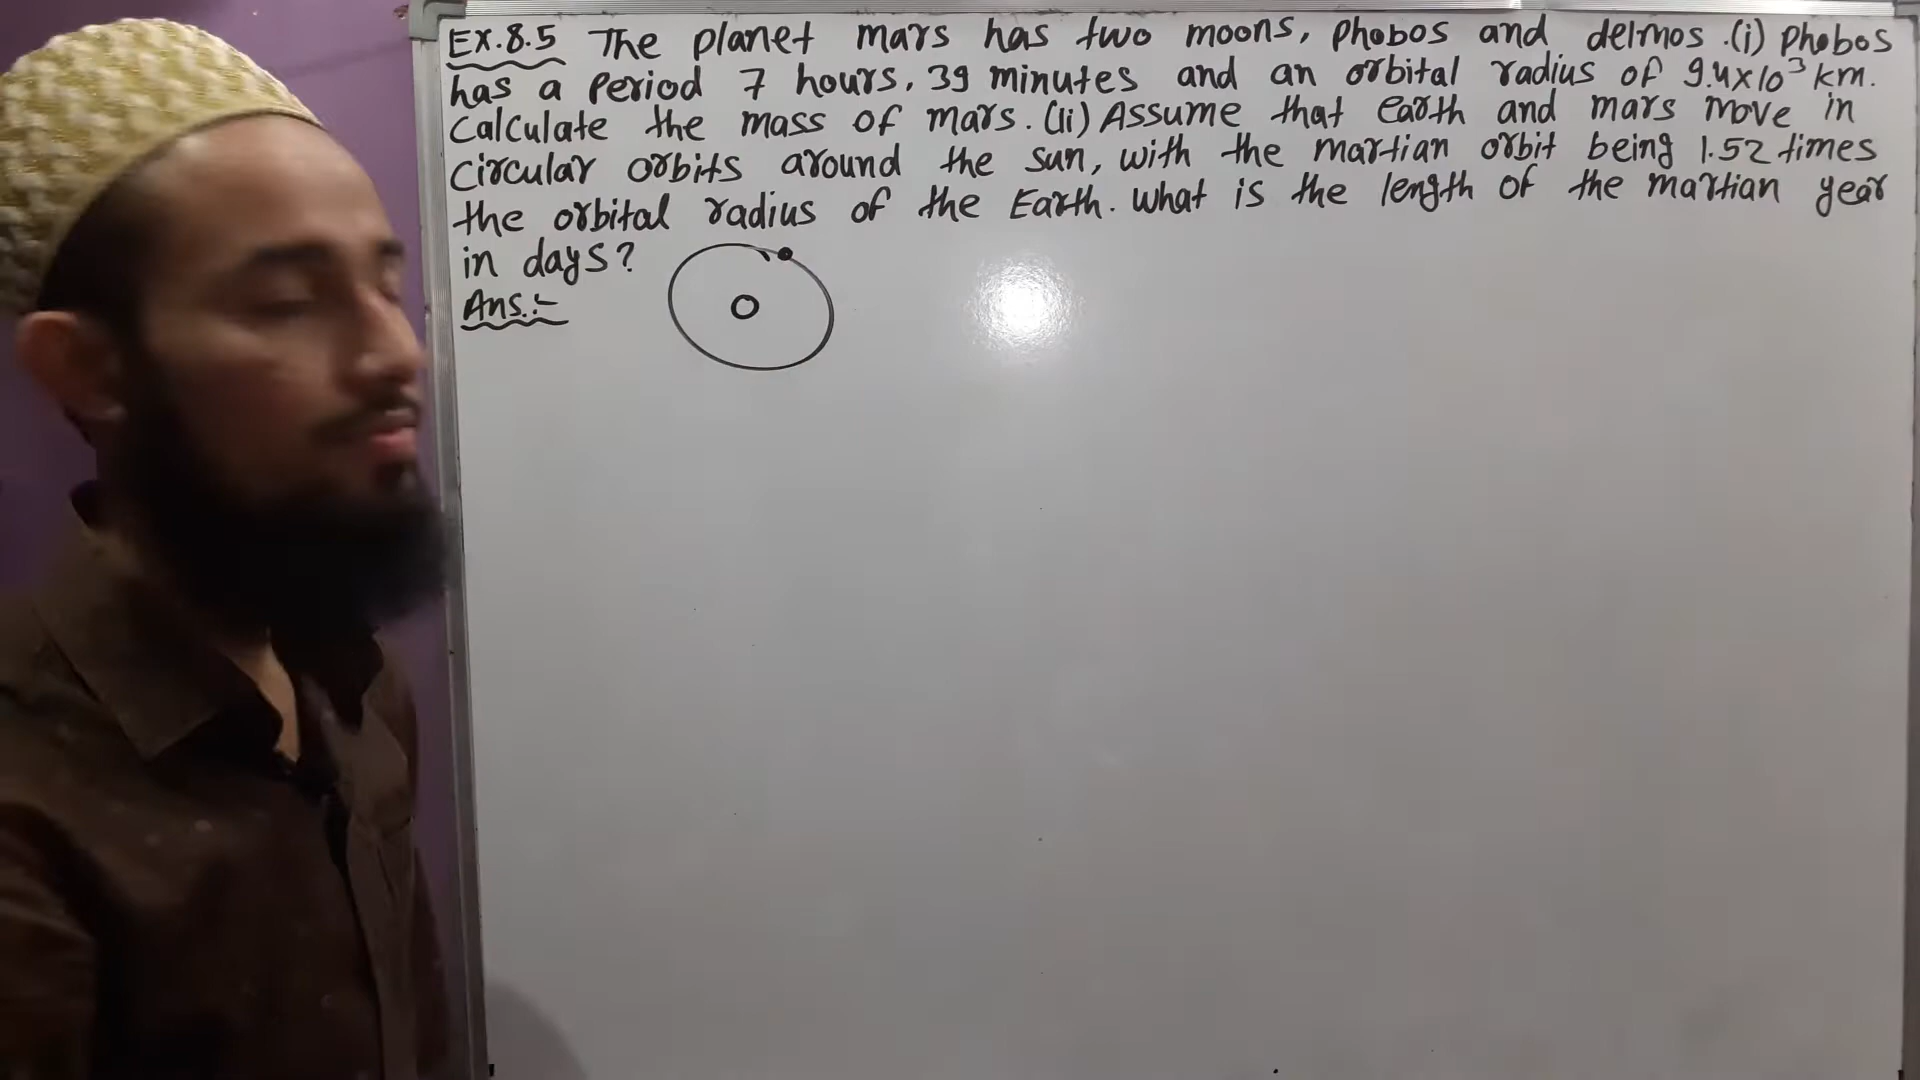 Ex.8.5 The planet mars has two moons, Phobos and delmos.(i) Phobos
has a Period 7 hours, 39 minutes and an orbital radius of 9.4x10³ km.
Calculate the mass of mars. (ii) Assume that Earth and mars move in
Circular orbits around the sun, with the martian orbit being 1.52 times
the orbital radius of the Earth. What is the length of the martian year
in days?
Ans.:-